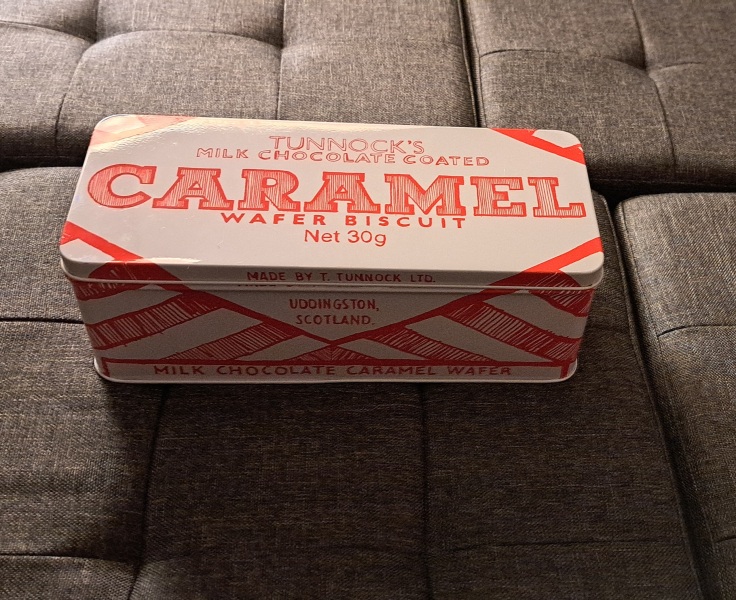 TUNNOCK'S
MILK CHOCOLATE COATED
CARAMEL
WAFER BISCUIT
Net 30g
MADE BY T. TUNNOCK LTD.
UDDINGSTON,
SCOTLAND.
MILK CHOCOLATE CARAMEL WAFER